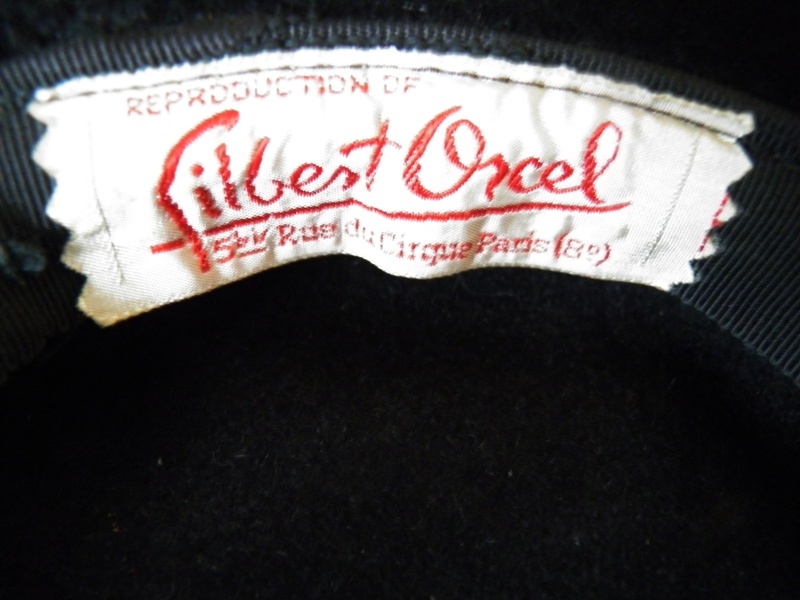 REPRODUCTION DE
Gilbert Orcel
5bis Rue du Cirque Paris (8e)